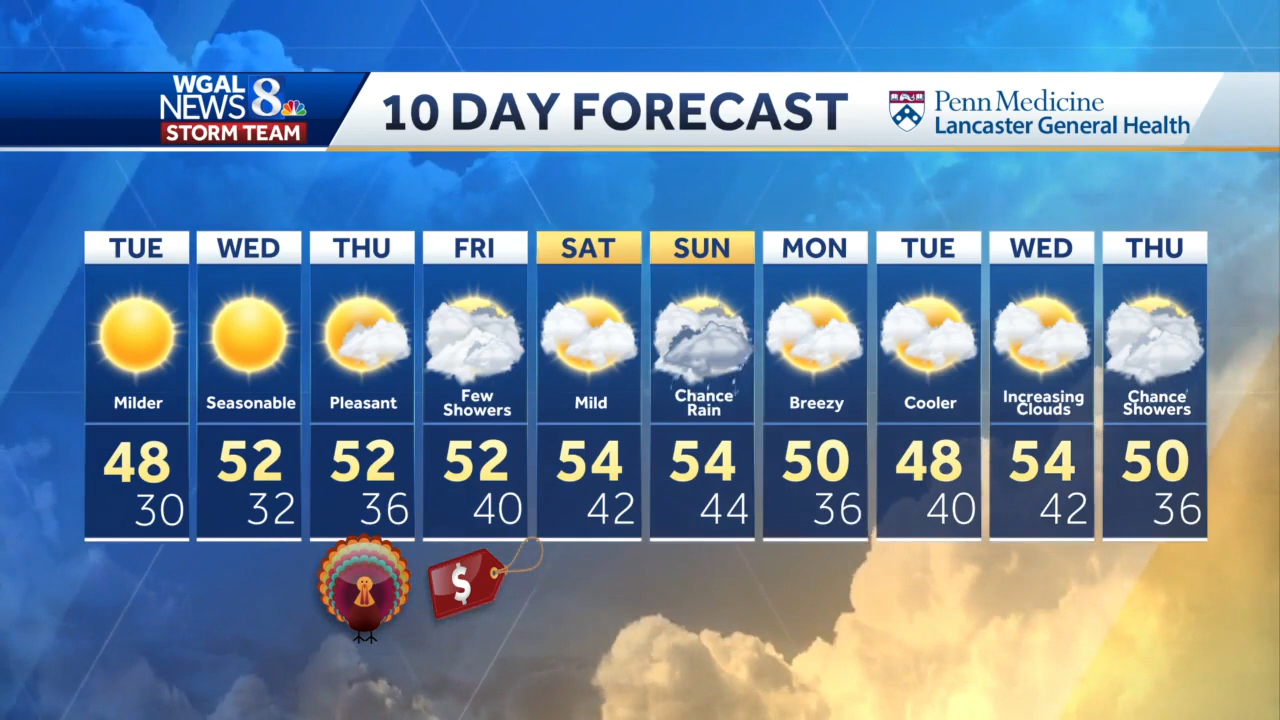 WGAL
NEWS 8
STORM TEAM
10 DAY FORECAST
Penn Medicine
Lancaster General Health
TUE WED THU FRI SAT SUN MON TUE WED THU
Milder Seasonable Pleasant Few Showers Mild Chance Rain Breezy Cooler Increasing Clouds Chance Showers
48 52 52 52 54 54 50 48 54 50
30 32 36 40 42 44 36 40 42 36
$